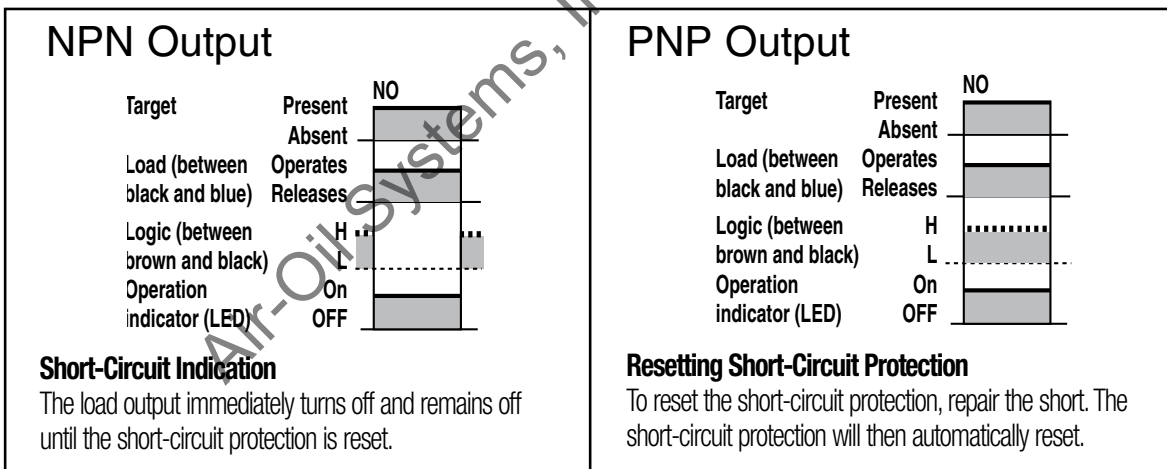 NPN Output
NO
Target Present
Absent
Load (between Operates
black and blue) Releases
Logic (between H
brown and black) L
Operation On
indicator (LED) OFF
Short-Circuit Indication
The load output immediately turns off and remains off
until the short-circuit protection is reset.
PNP Output
NO
Target Present
Absent
Load (between Operates
black and blue) Releases
Logic (between H
brown and black) L
Operation On
indicator (LED) OFF
Resetting Short-Circuit Protection
To reset the short-circuit protection, repair the short. The
short-circuit protection will then automatically reset.
Air-Oil Systems,